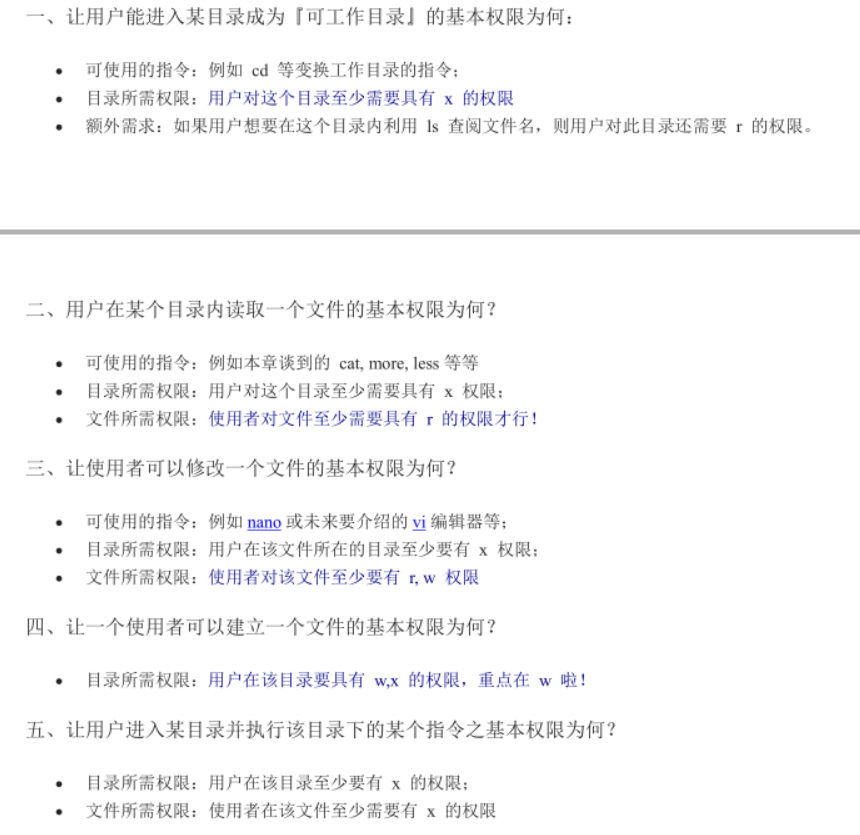 一、让用户能进入某目录成为『可工作目录』的基本权限为何：
• 可使用的指令：例如 cd 等变换工作目录的指令；
• 目录所需权限：用户对这个目录至少需要具有 x 的权限
• 额外需求：如果用户想要在这个目录内利用 ls 查阅文件名，则用户对此目录还需要 r 的权限。
二、用户在某个目录内读取一个文件的基本权限为何？
• 可使用的指令：例如本章谈到的 cat, more, less 等等
• 目录所需权限：用户对这个目录至少需要具有 x 权限；
• 文件所需权限：使用者对文件至少需要具有 r 的权限才行！
三、让使用者可以修改一个文件的基本权限为何？
• 可使用的指令：例如 nano 或未来要介绍的 vi 编辑器等；
• 目录所需权限：用户在该文件所在的目录至少要有 x 权限；
• 文件所需权限：使用者对该文件至少要有 r, w 权限
四、让一个使用者可以建立一个文件的基本权限为何？
• 目录所需权限：用户在该目录要具有 w,x 的权限，重点在 w 啦！
五、让用户进入某目录并执行该目录下的某个指令之基本权限为何？
• 目录所需权限：用户在该目录至少要有 x 的权限；
• 文件所需权限：使用者在该文件至少需要有 x 的权限